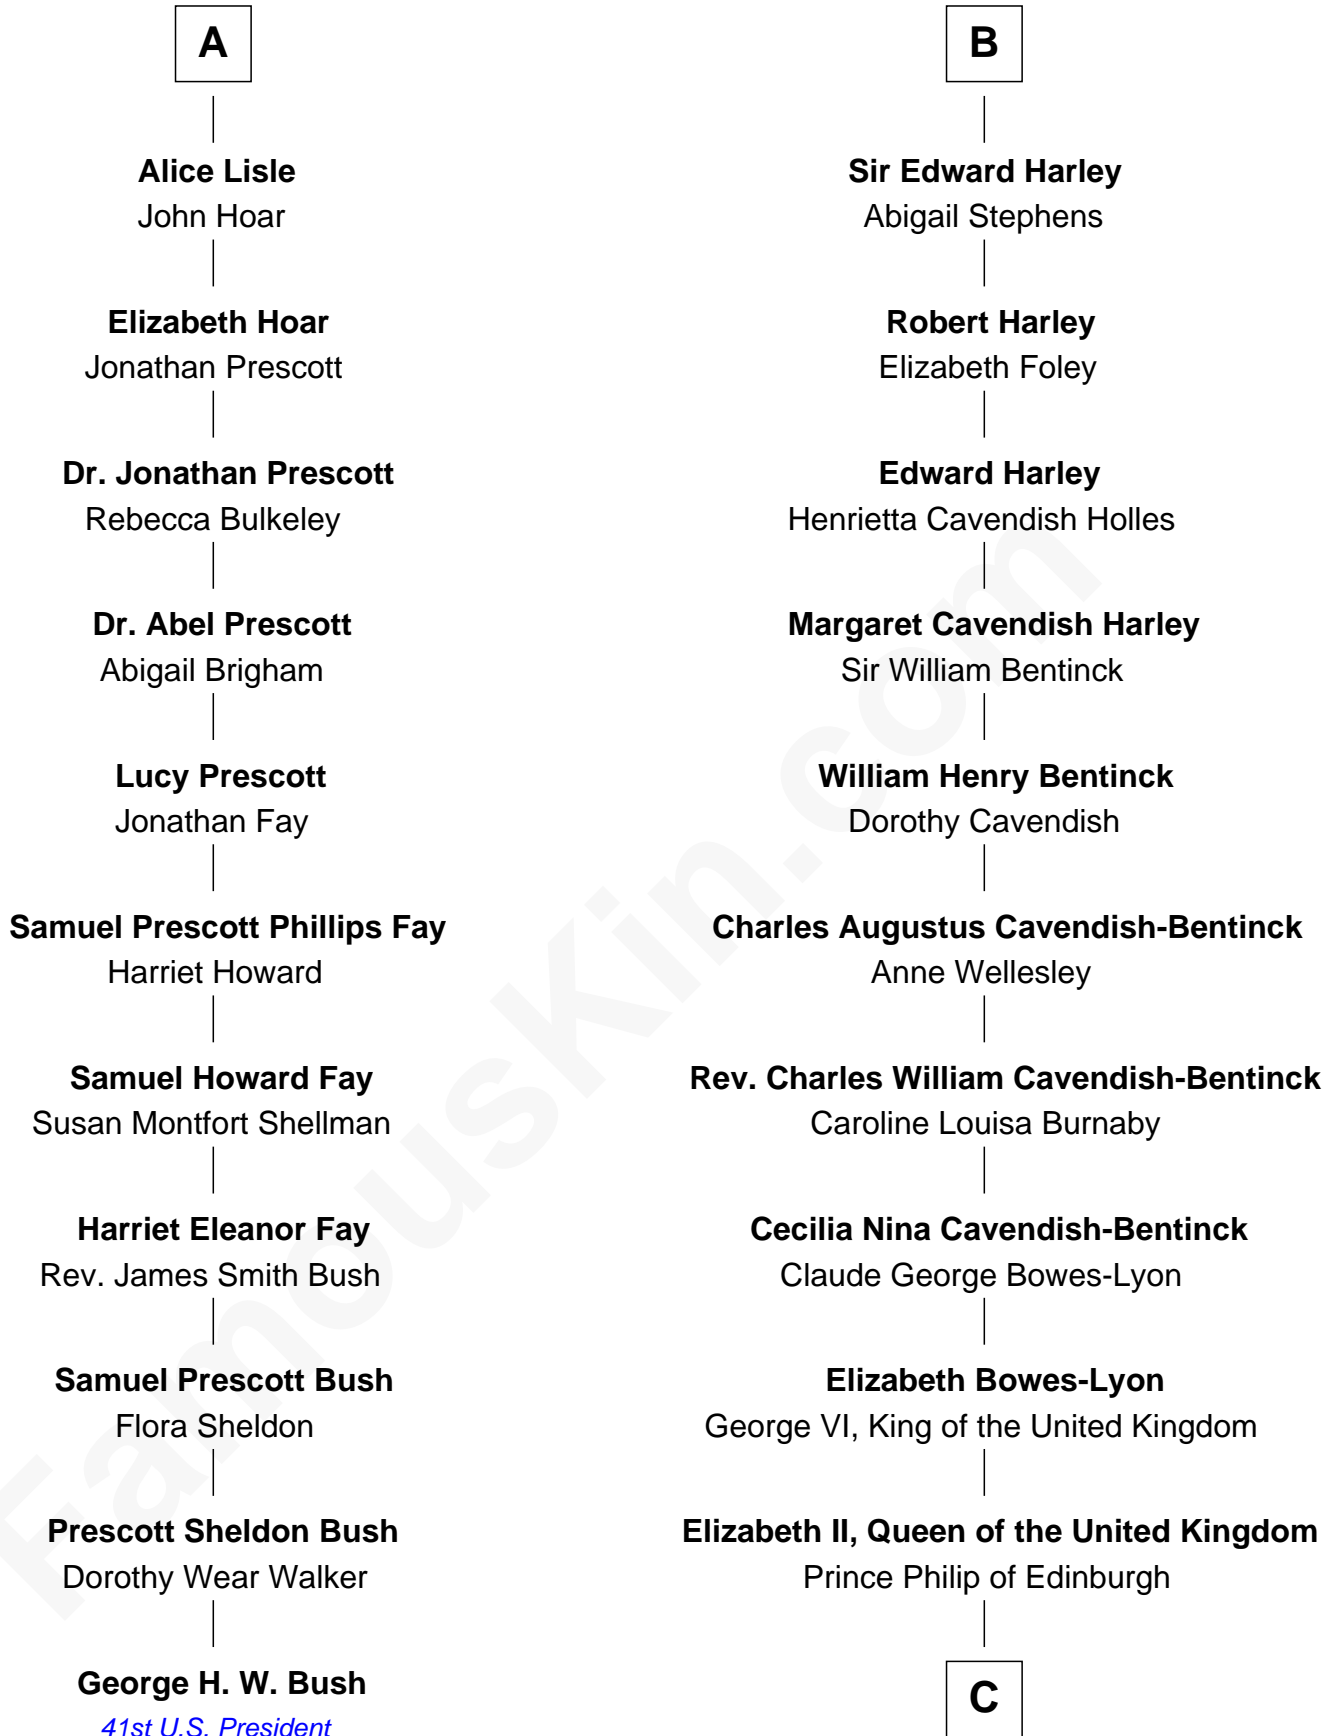 A
Alice Lisle
John Hoar
Elizabeth Hoar
Jonathan Prescott
Dr. Jonathan Prescott
Rebecca Bulkeley
Dr. Abel Prescott
Abigail Brigham
Lucy Prescott
Jonathan Fay
Samuel Prescott Phillips Fay
Harriet Howard
Samuel Howard Fay
Susan Montfort Shellman
Harriet Eleanor Fay
Rev. James Smith Bush
Samuel Prescott Bush
Flora Sheldon
Prescott Sheldon Bush
Dorothy Wear Walker
George H. W. Bush
41st U.S. President
B
Sir Edward Harley
Abigail Stephens
Robert Harley
Elizabeth Foley
Edward Harley
Henrietta Cavendish Holles
Margaret Cavendish Harley
Sir William Bentinck
William Henry Bentinck
Dorothy Cavendish
Charles Augustus Cavendish-Bentinck
Anne Wellesley
Rev. Charles William Cavendish-Bentinck
Caroline Louisa Burnaby
Cecilia Nina Cavendish-Bentinck
Claude George Bowes-Lyon
Elizabeth Bowes-Lyon
George VI, King of the United Kingdom
Elizabeth II, Queen of the United Kingdom
Prince Philip of Edinburgh
C
FamousKin.com